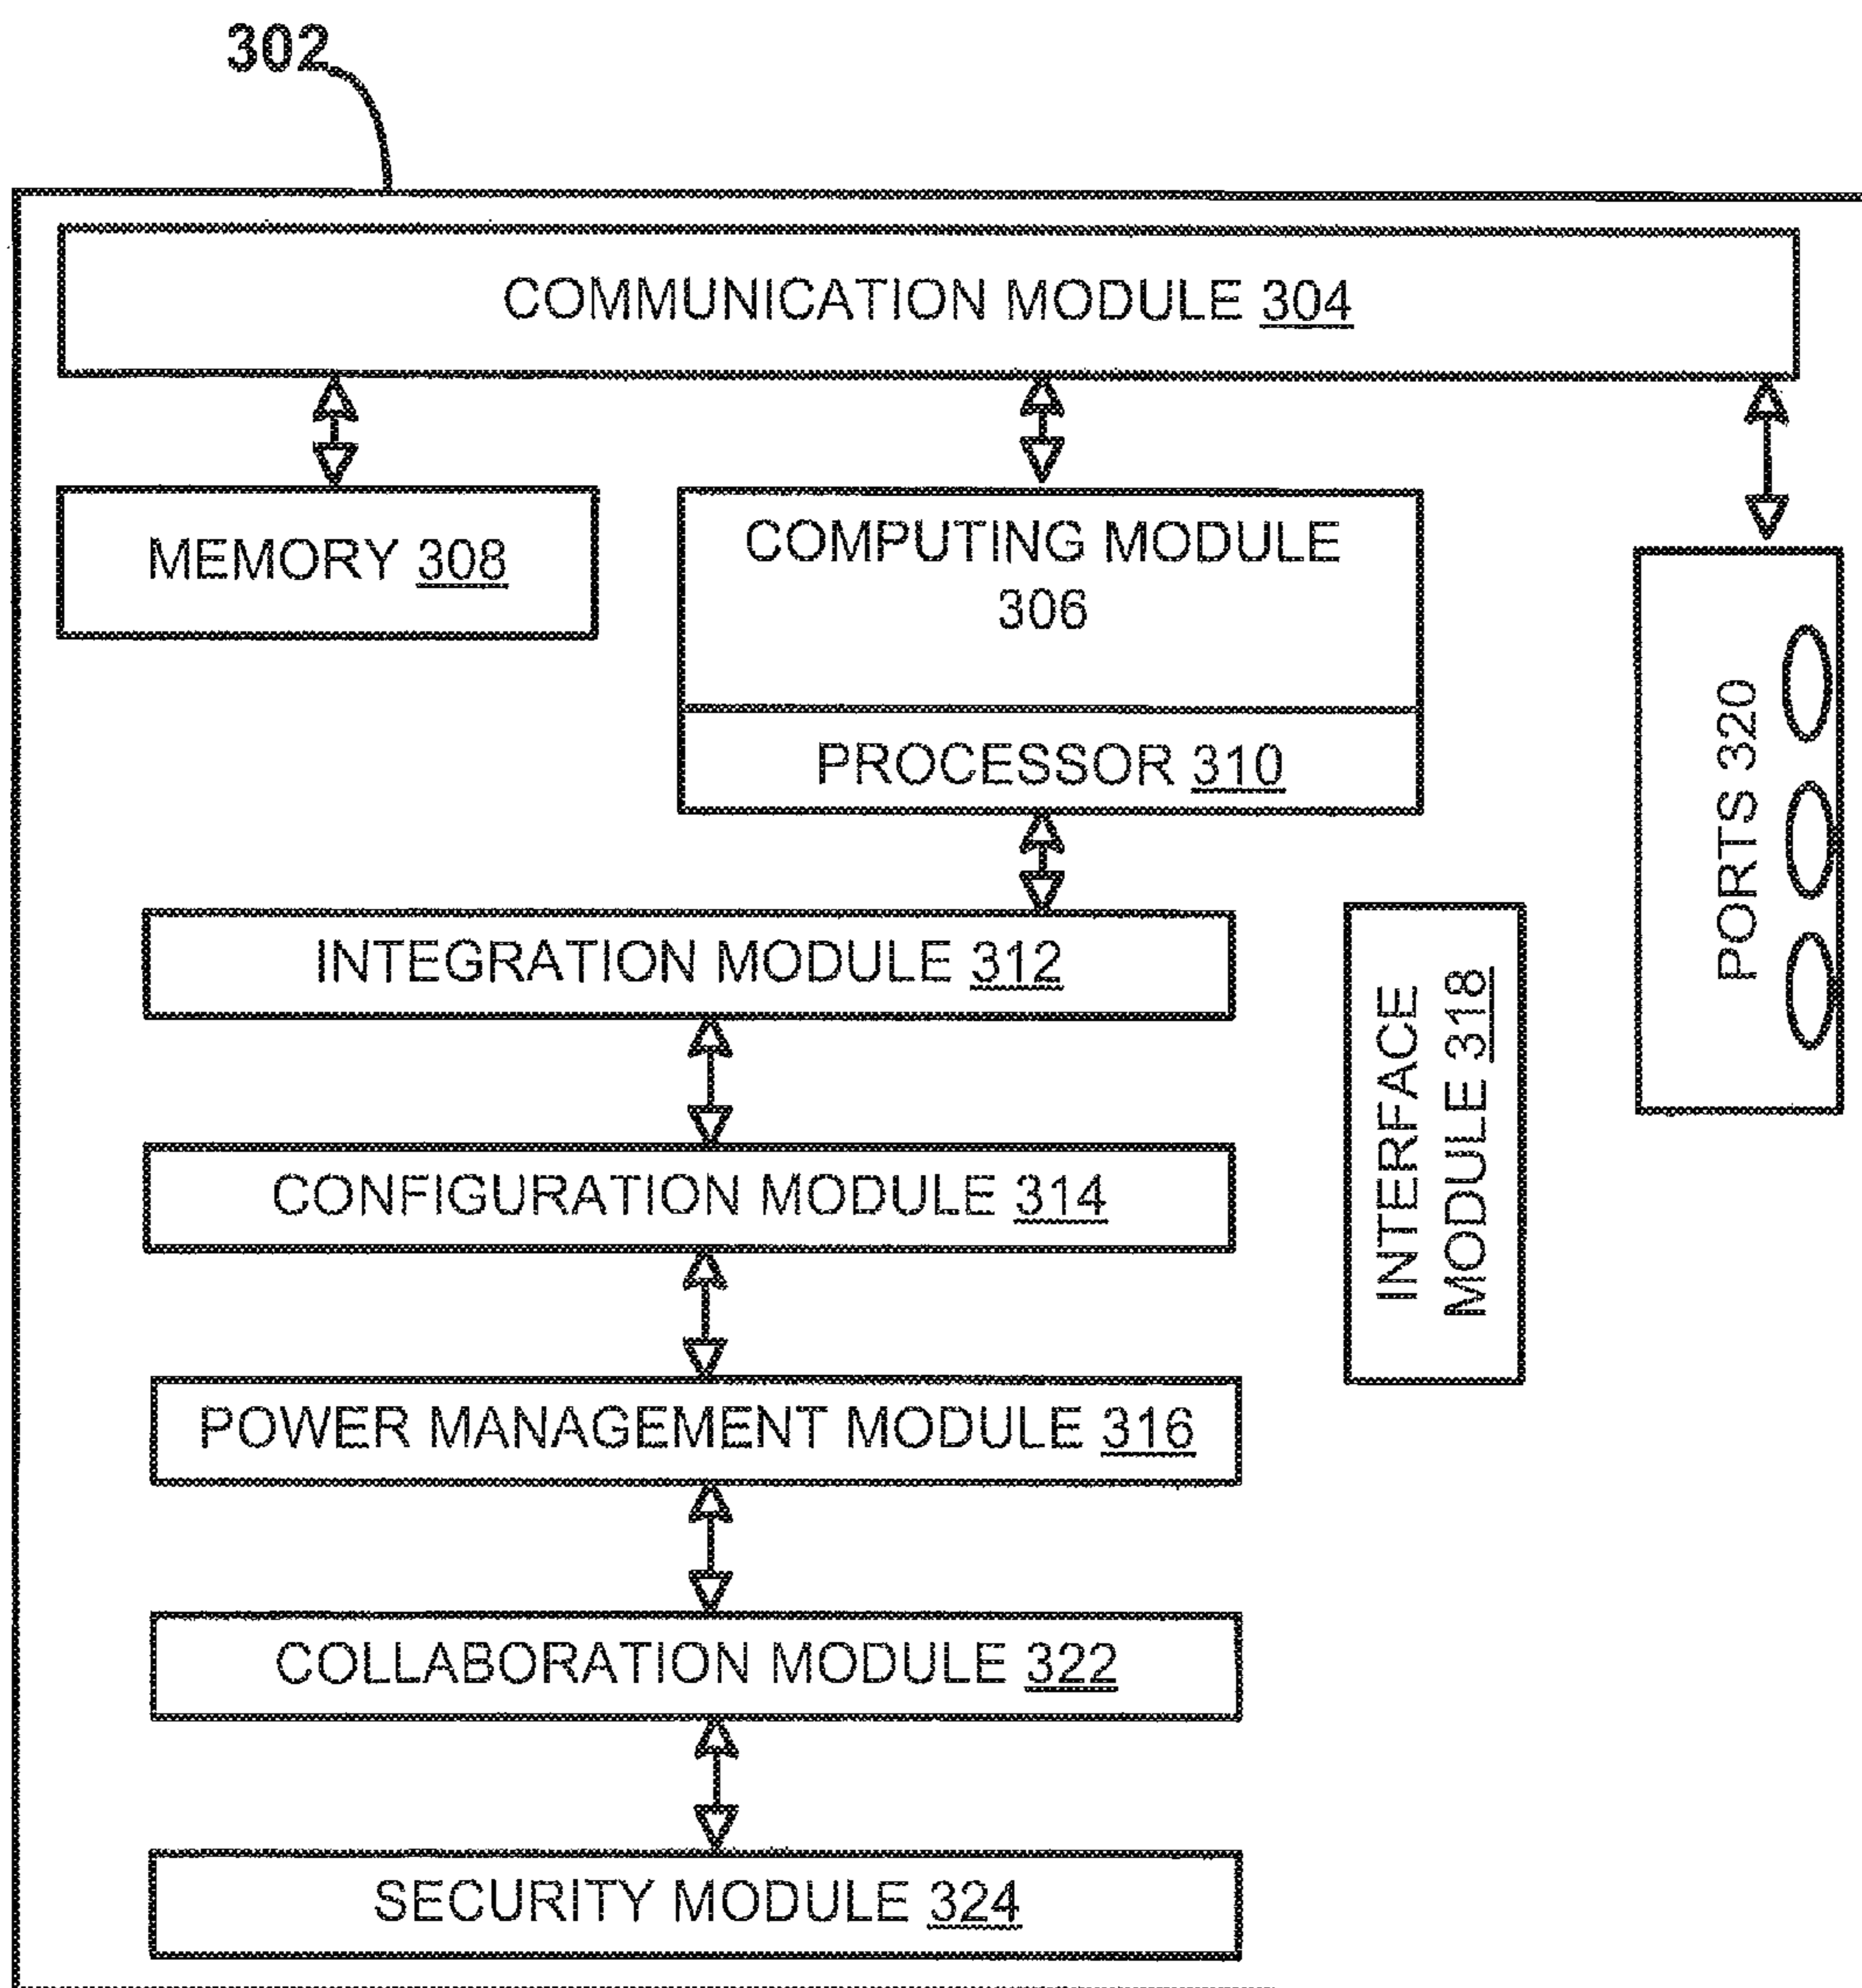 302
COMMUNICATION MODULE 304
MEMORY 308
COMPUTING MODULE
306
PROCESSOR 310
PORTS 320
INTEGRATION MODULE 312
INTERFACE
MODULE 318
CONFIGURATION MODULE 314
POWER MANAGEMENT MODULE 316
COLLABORATION MODULE 322
SECURITY MODULE 324